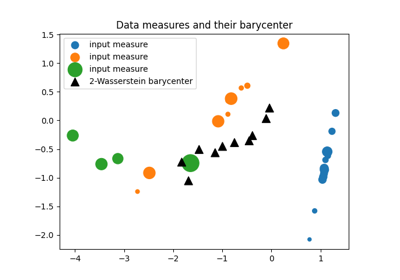 Data measures and their barycenter
input measure
input measure
input measure
2-Wasserstein barycenter
1.5
1.0
0.5
0.0
−0.5
−1.0
−1.5
−2.0
−4 −3 −2 −1 0 1